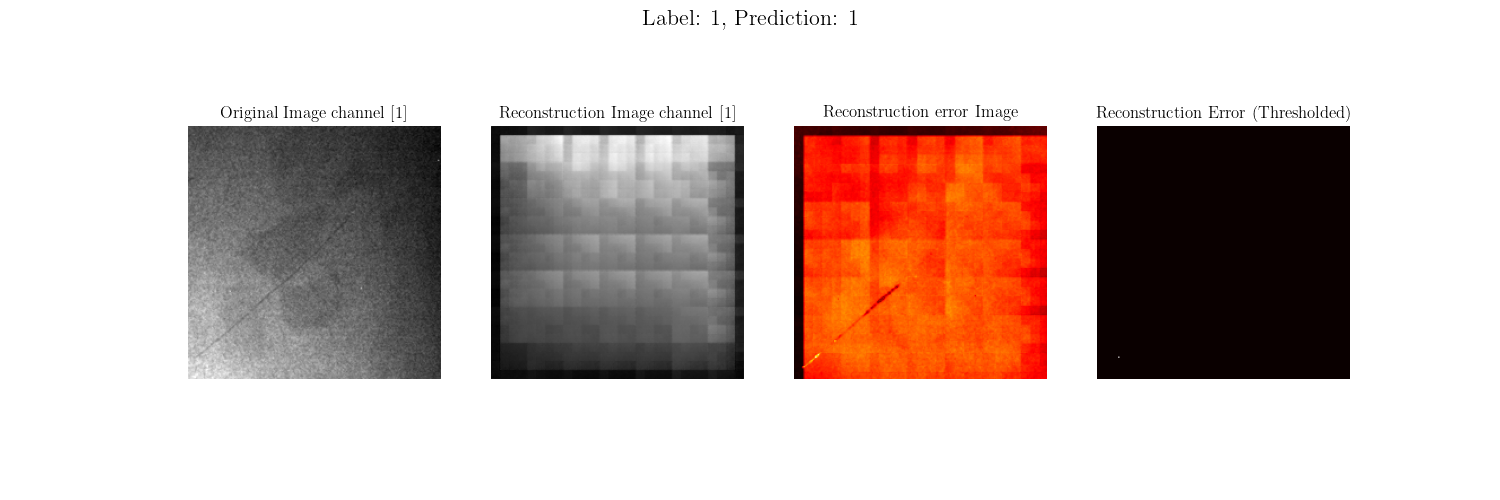 Label: 1, Prediction: 1
Original Image channel [1]
Reconstruction Image channel [1]
Reconstruction error Image
Reconstruction Error (Thresholded)